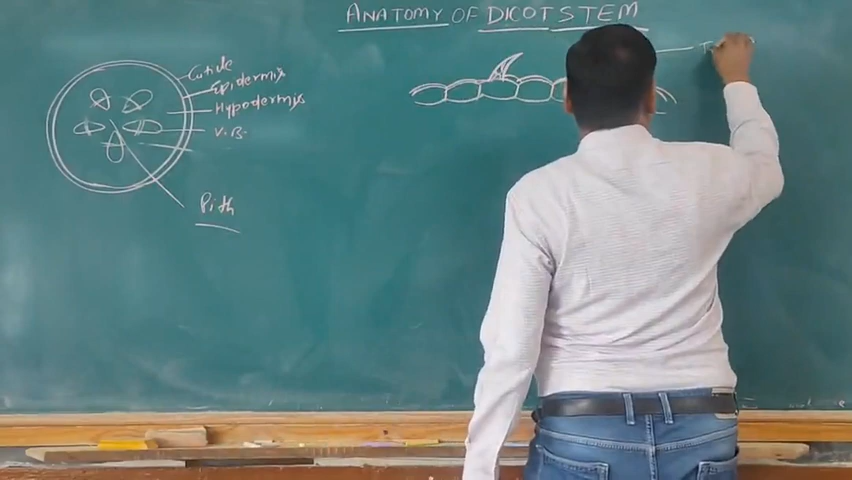 ANATOMY OF DICOT STEM
Cuticle
Epidermis
Hypodermis
V.B.
Pith